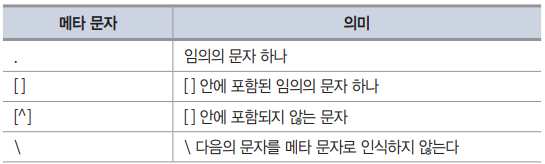 메타 문자 의미
. 임의의 문자 하나
[ ] [ ] 안에 포함된 임의의 문자 하나
[^] [ ] 안에 포함되지 않는 문자
\ \ 다음의 문자를 메타 문자로 인식하지 않는다